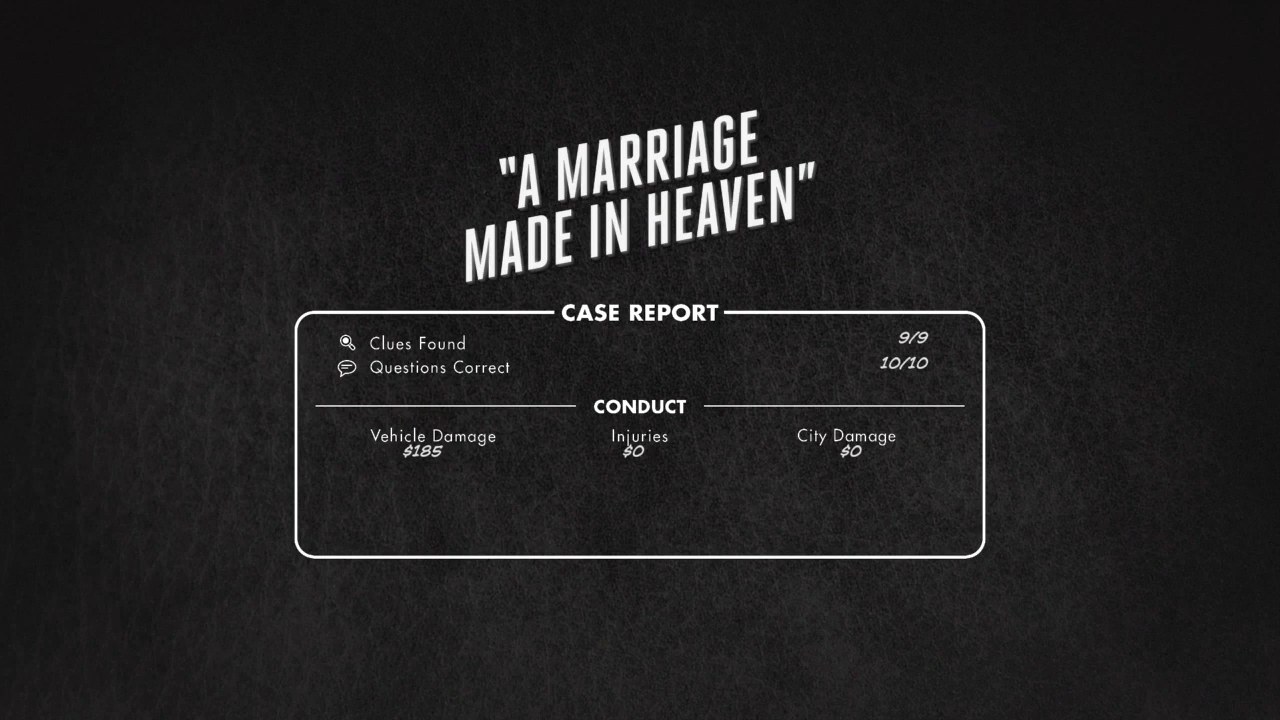 "A MARRIAGE
MADE IN HEAVEN"
CASE REPORT
Clues Found 9/9
Questions Correct 10/10
CONDUCT
Vehicle Damage Injuries City Damage
$185 $0 $0